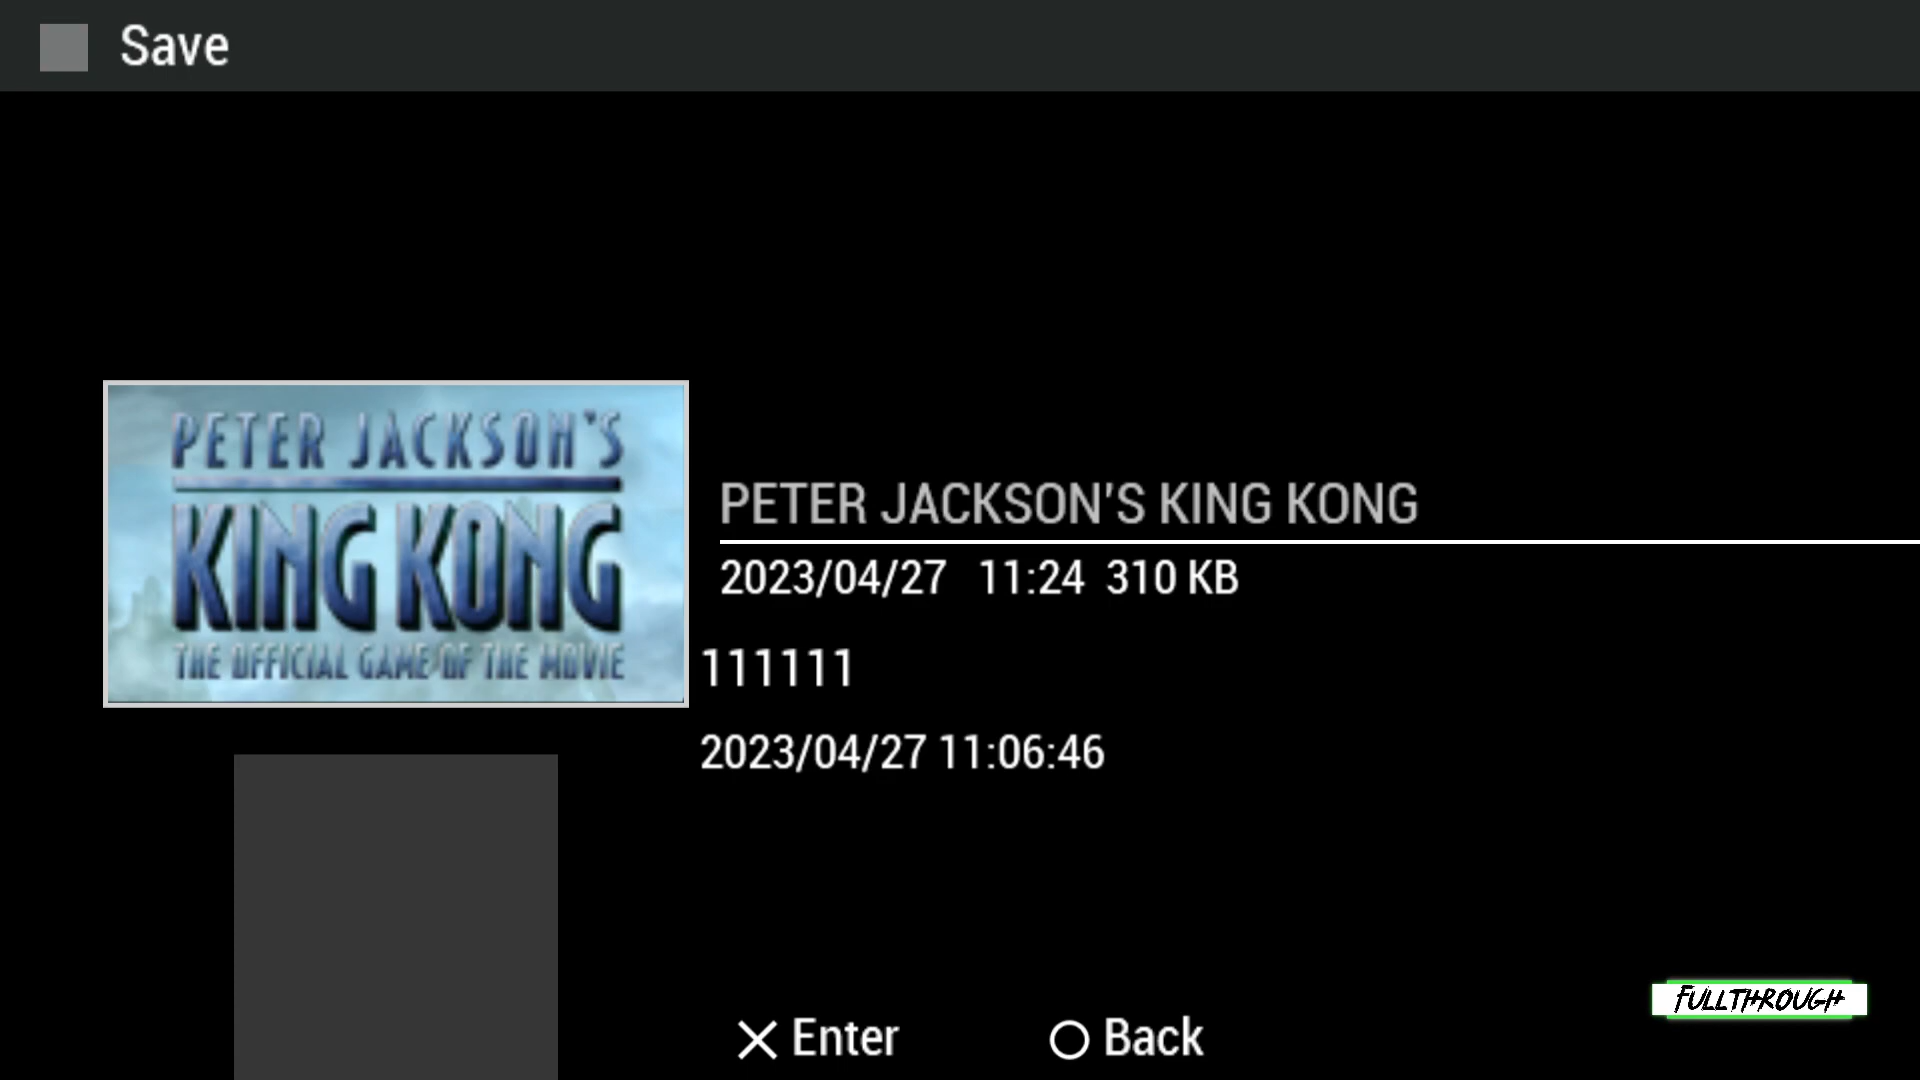 Save
PETER JACKSON'S
KING KONG
THE OFFICIAL GAME OF THE MOVIE
PETER JACKSON'S KING KONG
2023/04/27 11:24 310 KB
111111
2023/04/27 11:06:46
Enter Back
FULLTHROUGH